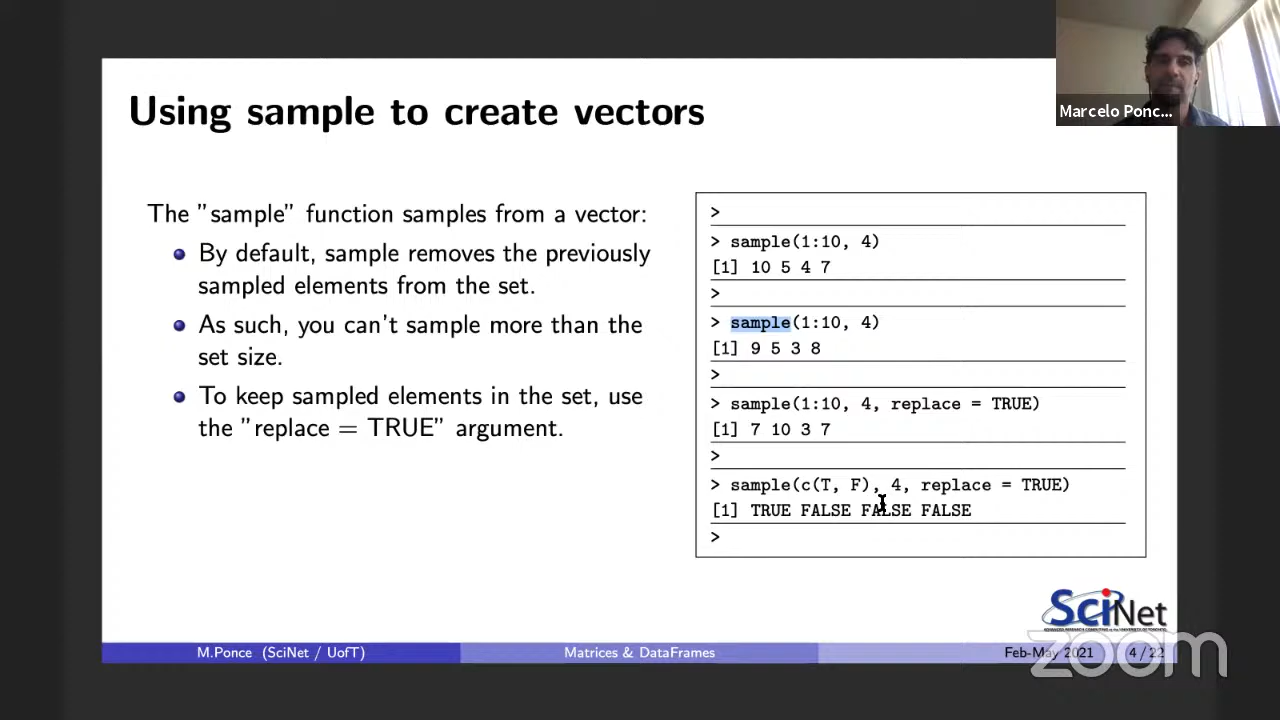 Marcelo Ponc...
Using sample to create vectors
The "sample" function samples from a vector:
By default, sample removes the previously
sampled elements from the set.
As such, you can't sample more than the
set size.
To keep sampled elements in the set, use
the "replace = TRUE" argument.
>
> sample(1:10, 4)
[1] 10 5 4 7
>
> sample(1:10, 4)
[1] 9 5 3 8
>
> sample(1:10, 4, replace = TRUE)
[1] 7 10 3 7
>
> sample(c(T, F), 4, replace = TRUE)
[1] TRUE FALSE FALSE FALSE
>
SciNet
M.Ponce (SciNet / UofT)
Matrices & DataFrames
Feb-May 2021
4 / 22
zoom